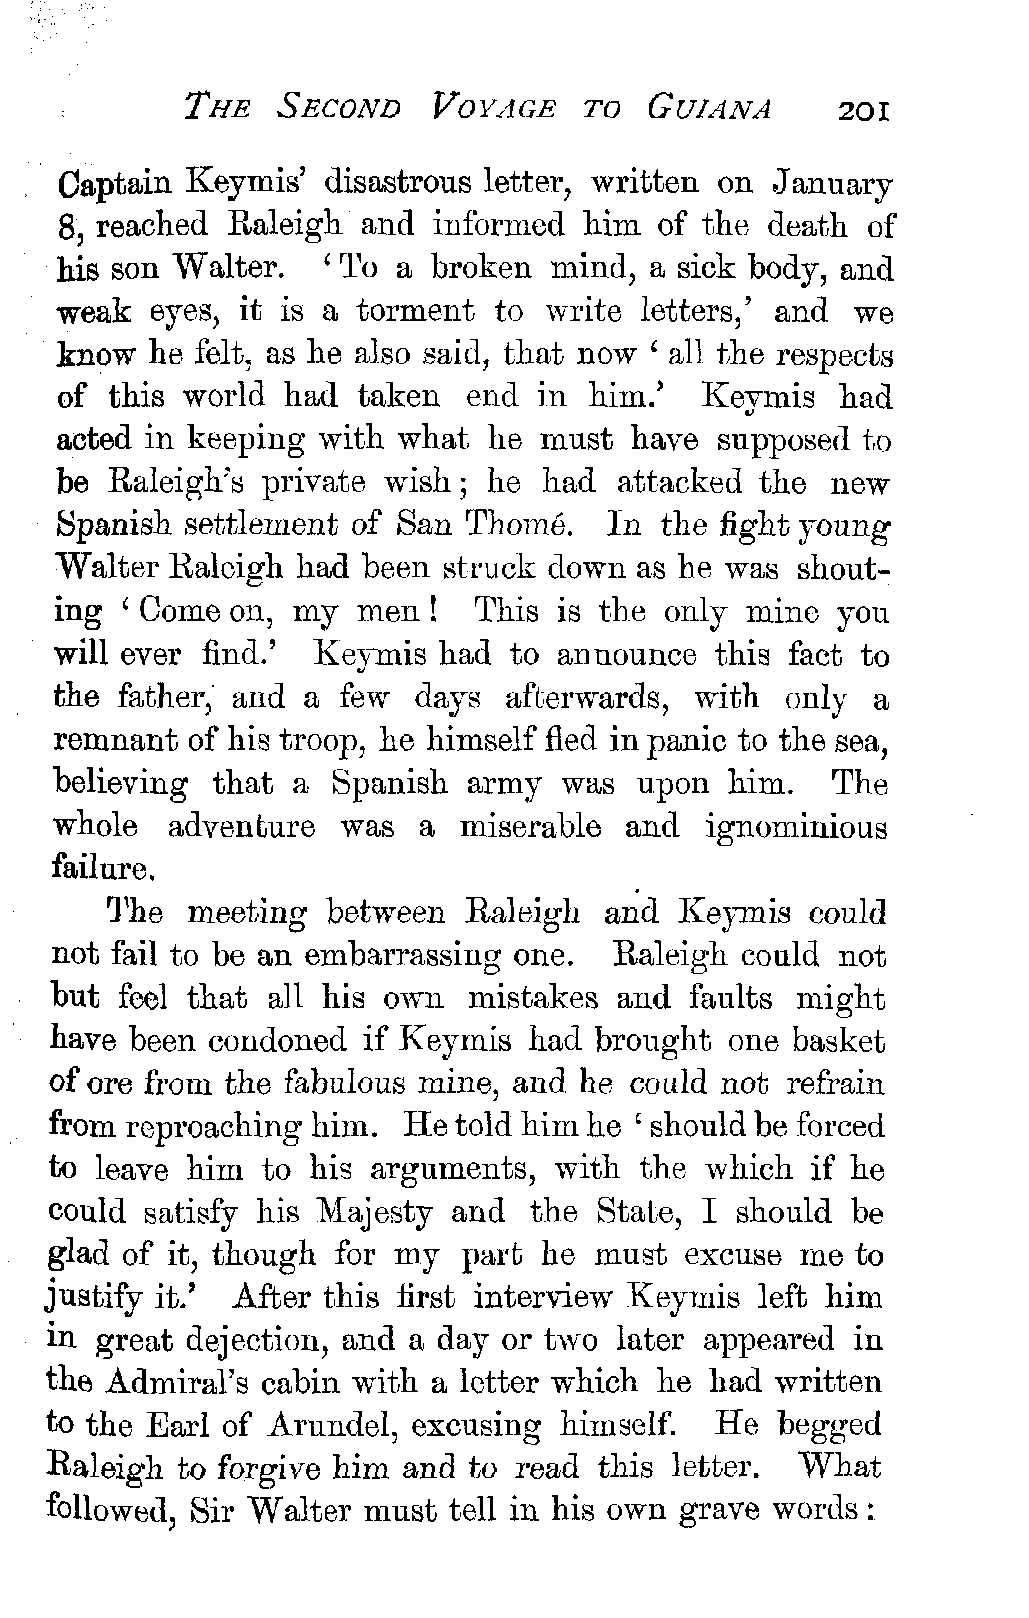 THE SECOND VOYAGE TO GUIANA 201
Captain Keymis' disastrous letter, written on January
8, reached Raleigh and informed him of the death of
his son Walter. 'To a broken mind, a sick body, and
weak eyes, it is a torment to write letters,' and we
know he felt, as he also said, that now 'all the respects
of this world had taken end in him.' Keymis had
acted in keeping with what he must have supposed to
be Raleigh's private wish; he had attacked the new
Spanish settlement of San Thomé. In the fight young
Walter Raleigh had been struck down as he was shout-
ing 'Come on, my men! This is the only mine you
will ever find.' Keymis had to announce this fact to
the father, and a few days afterwards, with only a
remnant of his troop, he himself fled in panic to the sea,
believing that a Spanish army was upon him. The
whole adventure was a miserable and ignominious
failure.
The meeting between Raleigh and Keymis could
not fail to be an embarrassing one. Raleigh could not
but feel that all his own mistakes and faults might
have been condoned if Keymis had brought one basket
of ore from the fabulous mine, and he could not refrain
from reproaching him. He told him he 'should be forced
to leave him to his arguments, with the which if he
could satisfy his Majesty and the State, I should be
glad of it, though for my part he must excuse me to
justify it.' After this first interview Keymis left him
in great dejection, and a day or two later appeared in
the Admiral's cabin with a letter which he had written
to the Earl of Arundel, excusing himself. He begged
Raleigh to forgive him and to read this letter. What
followed, Sir Walter must tell in his own grave words: